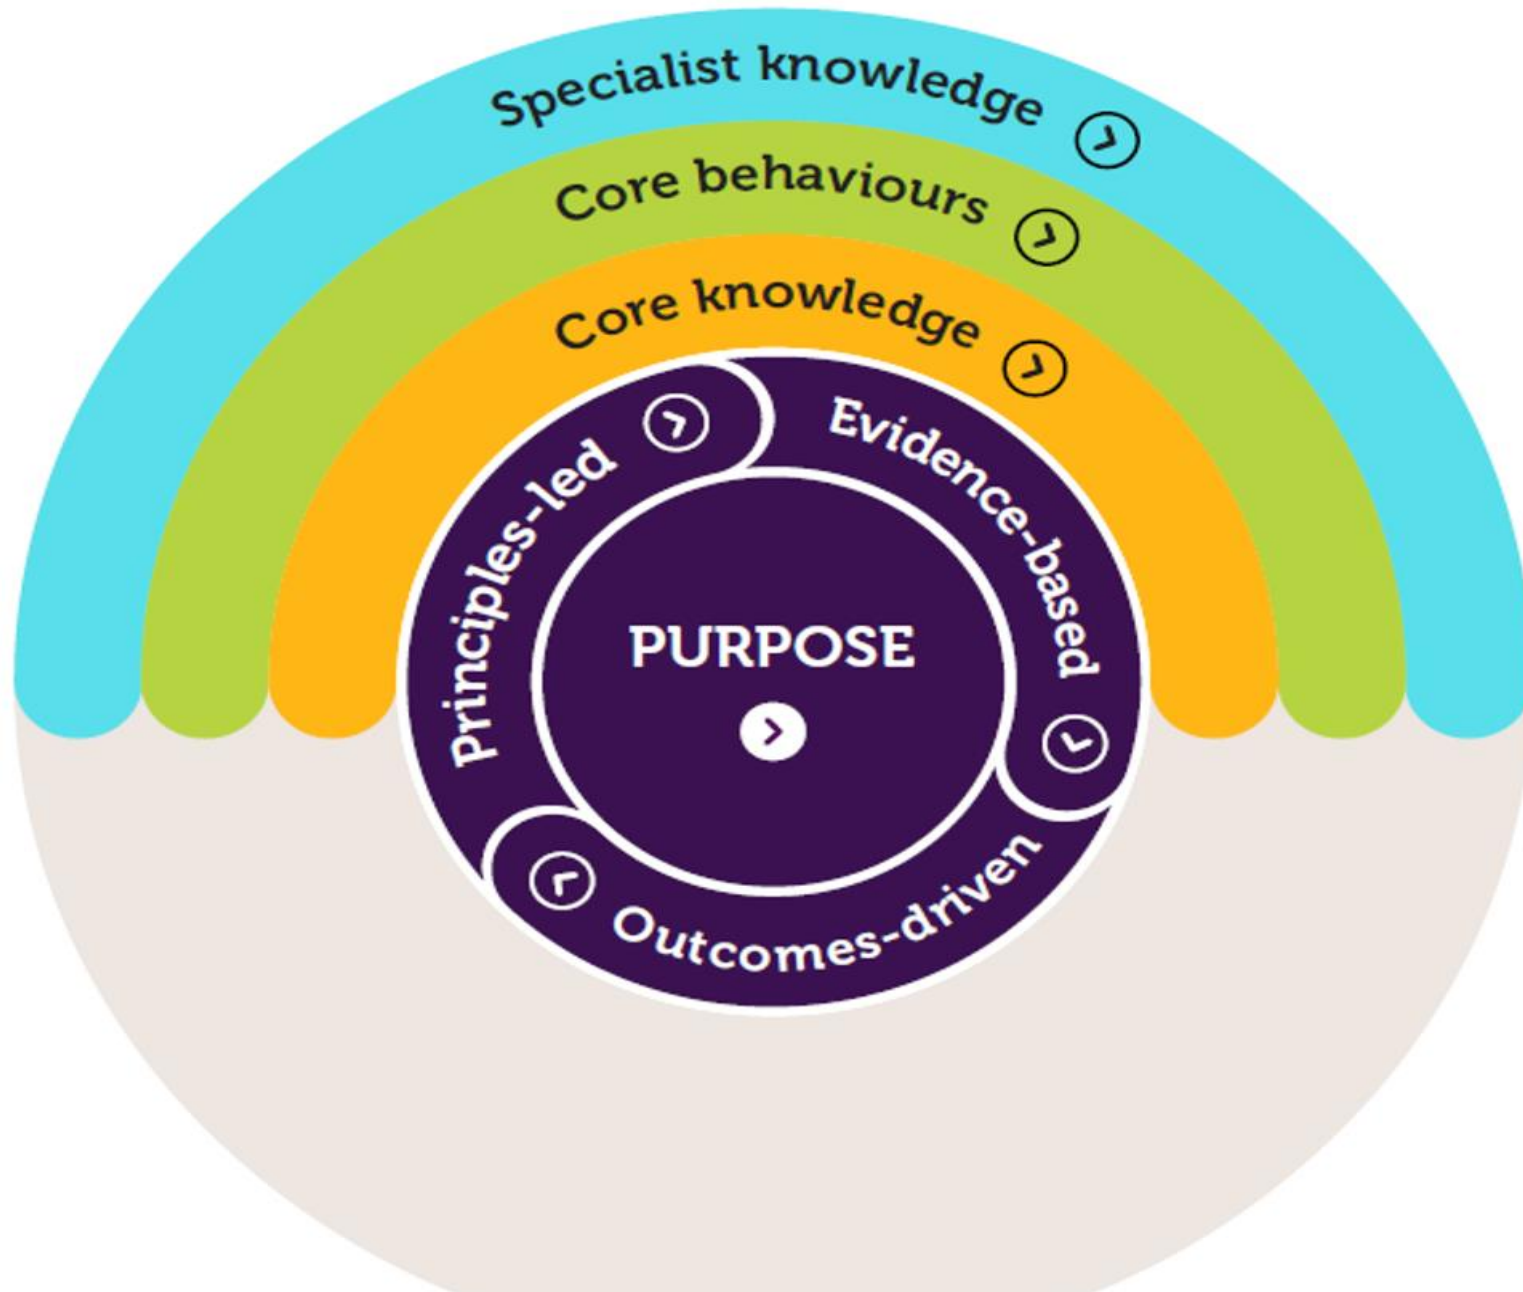 Specialist knowledge
Core behaviours
Core knowledge
Principles-led
Evidence-based
PURPOSE
Outcomes-driven